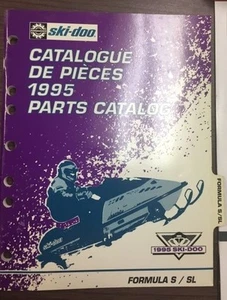 ski-doo
CATALOGUE
DE PIÈCES
1995
PARTS CATALOG
FORMULA S/SL
1995 SKI-DOO
FORMULA S / SL